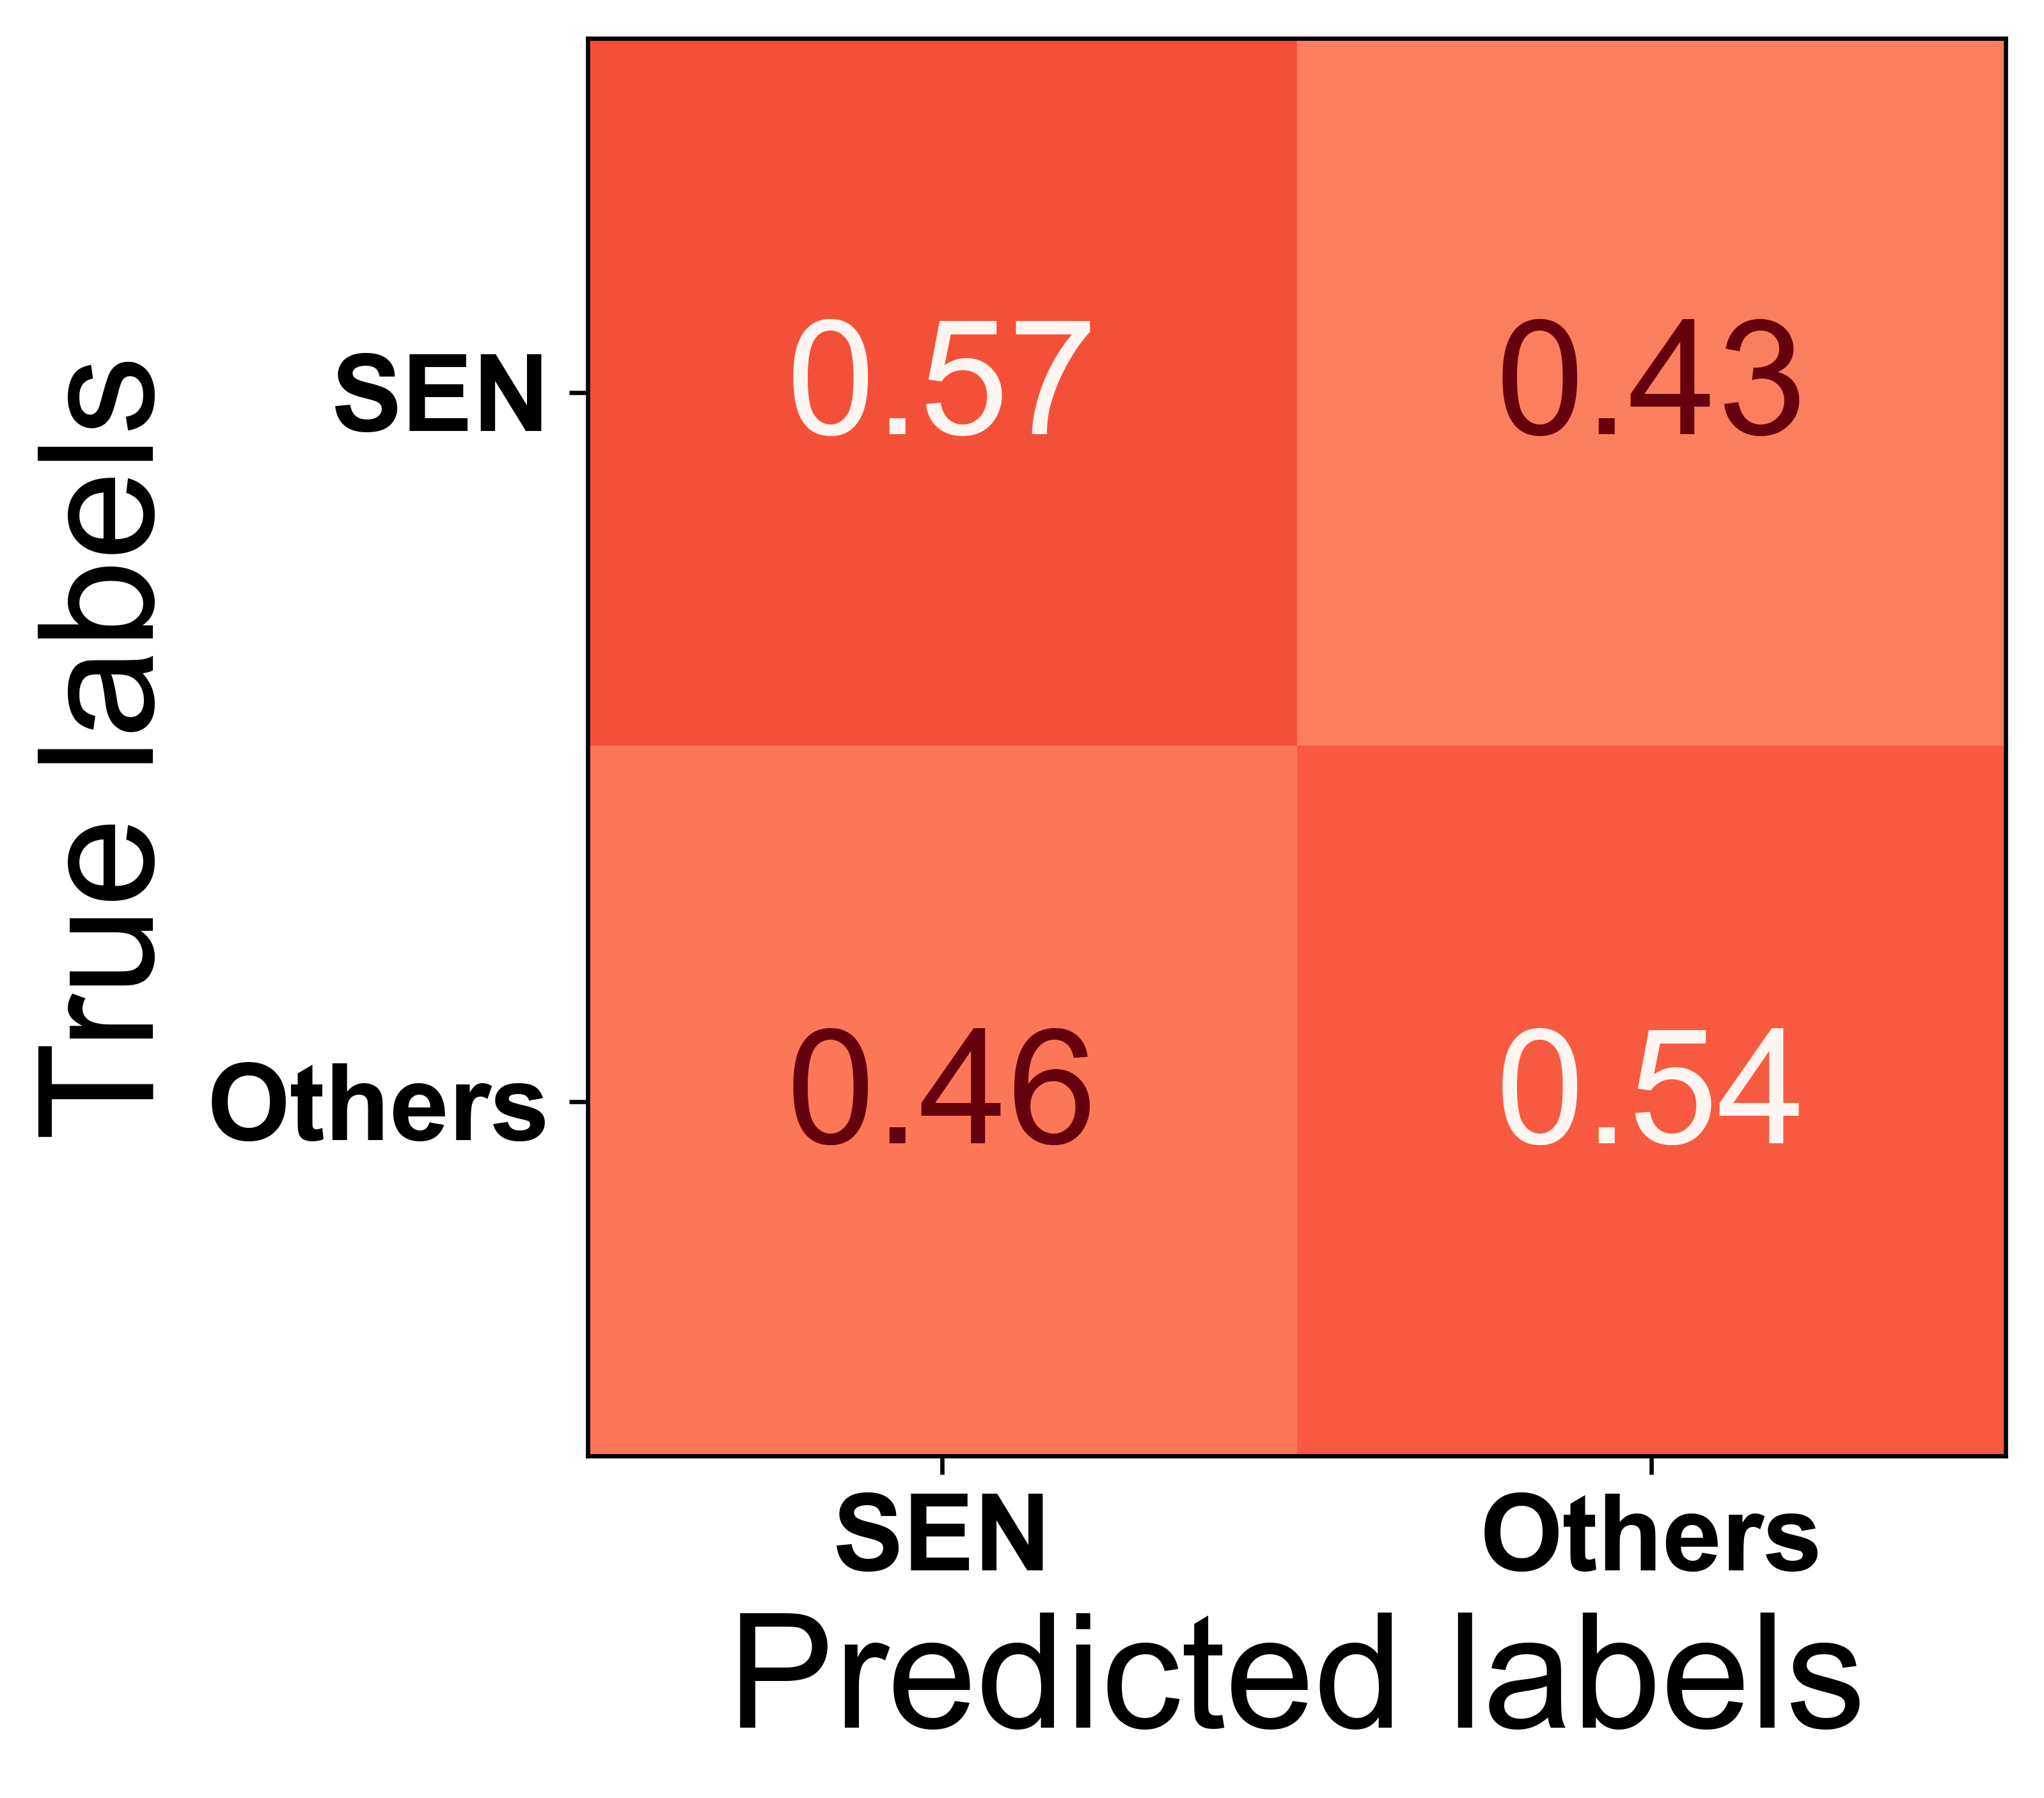 True labels
SEN
0.57 0.43
Others
0.46 0.54
SEN Others
Predicted labels